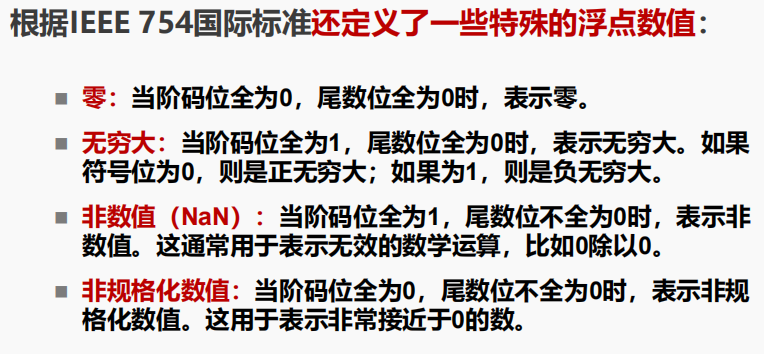 根据IEEE 754国际标准还定义了一些特殊的浮点数值：
■ 零：当阶码位全为0，尾数位全为0时，表示零。
■ 无穷大：当阶码位全为1，尾数位全为0时，表示无穷大。如果
符号位为0，则是正无穷大；如果为1，则是负无穷大。
■ 非数值（NaN）：当阶码位全为1，尾数位不全为0时，表示非
数值。这通常用于表示无效的数学运算，比如0除以0。
■ 非规格化数值：当阶码位全为0，尾数位不全为0时，表示非规
格化数值。这用于表示非常接近于0的数。